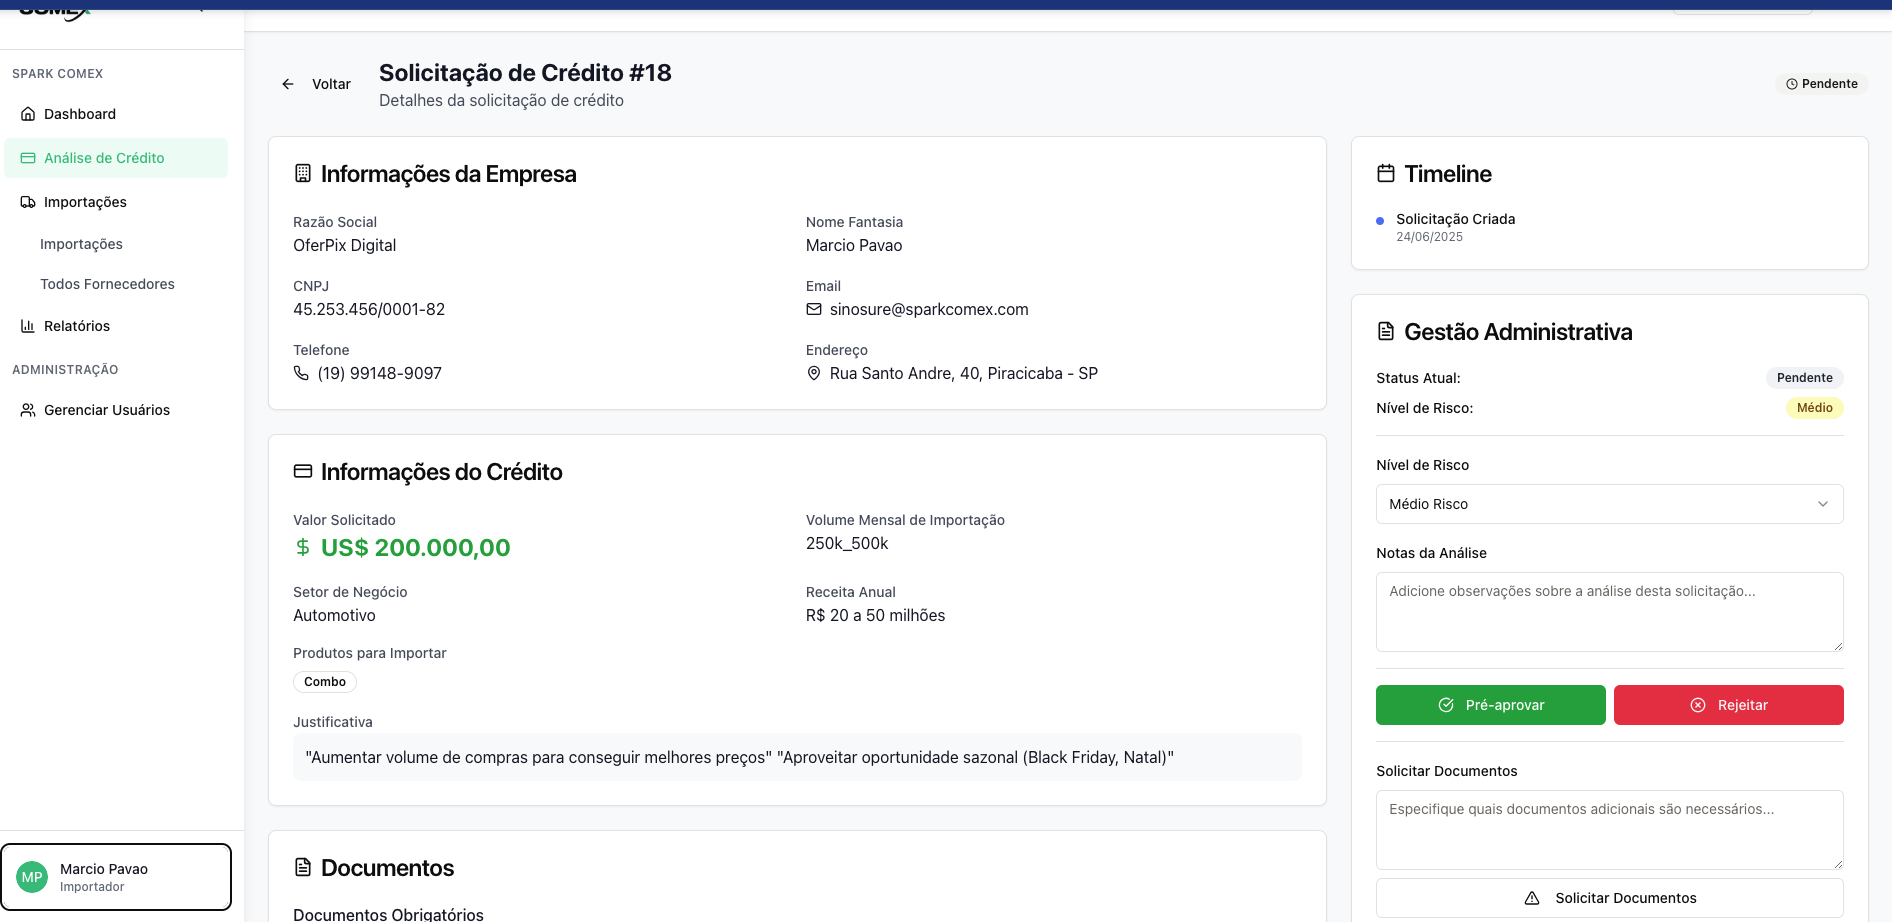 SPARK COMEX
Dashboard
Análise de Crédito
Importações
Importações
Todos Fornecedores
Relatórios
ADMINISTRAÇÃO
Gerenciar Usuários
MP
Marcio Pavao
Importador
Voltar
Solicitação de Crédito #18
Detalhes da solicitação de crédito
Pendente
Informações da Empresa
Razão Social
OferPix Digital
Nome Fantasia
Marcio Pavao
CNPJ
45.253.456/0001-82
Email
sinosure@sparkcomex.com
Telefone
(19) 99148-9097
Endereço
Rua Santo Andre, 40, Piracicaba - SP
Informações do Crédito
Valor Solicitado
$ US$ 200.000,00
Volume Mensal de Importação
250k_500k
Setor de Negócio
Automotivo
Receita Anual
R$ 20 a 50 milhões
Produtos para Importar
Combo
Justificativa
"Aumentar volume de compras para conseguir melhores preços" "Aproveitar oportunidade sazonal (Black Friday, Natal)"
Documentos
Documentos Obrigatórios
Timeline
Solicitação Criada
24/06/2025
Gestão Administrativa
Status Atual:
Pendente
Nível de Risco:
Médio
Nível de Risco
Médio Risco
Notas da Análise
Adicione observações sobre a análise desta solicitação...
Pré-aprovar
Rejeitar
Solicitar Documentos
Especifique quais documentos adicionais são necessários...
Solicitar Documentos